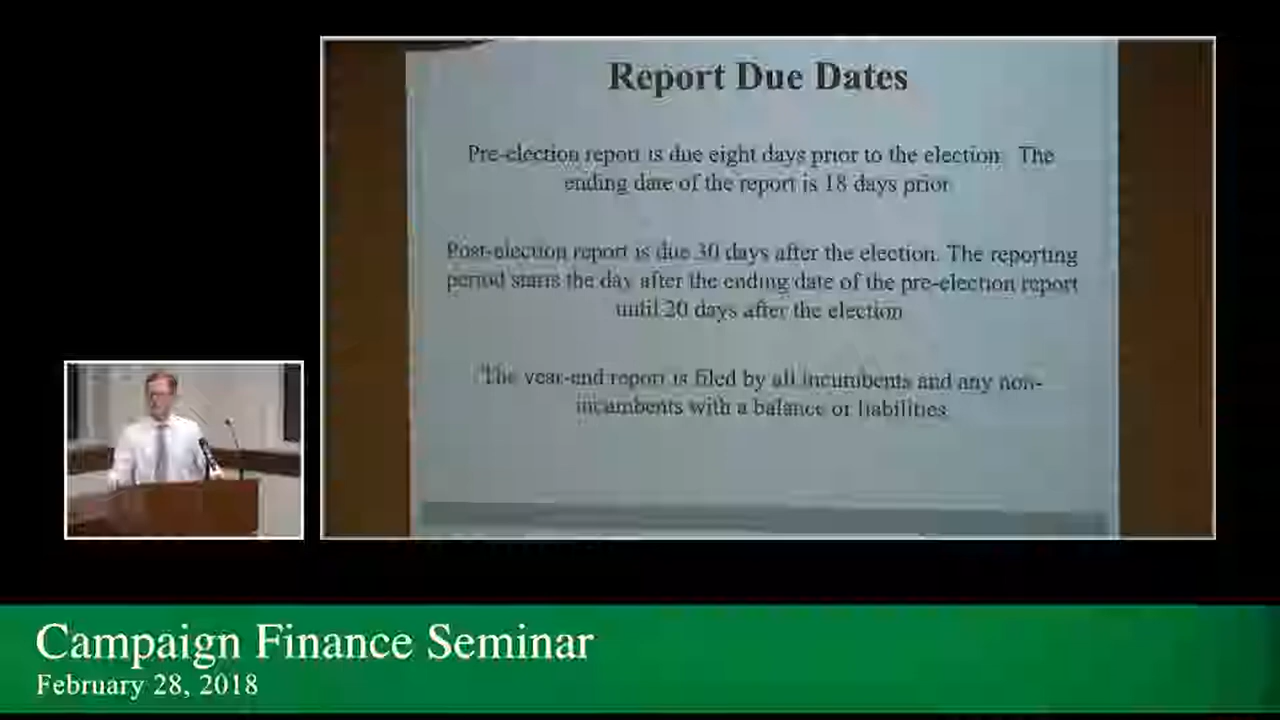 Report Due Dates
Pre-election report is due eight days prior to the election. The
ending date of the report is 18 days prior
Post-election report is due 30 days after the election. The reporting
period starts the day after the ending date of the pre-election report
until 20 days after the election
The year-end report is filed by all incumbents and any non-
incumbents with a balance or liabilities
Campaign Finance Seminar
February 28, 2018